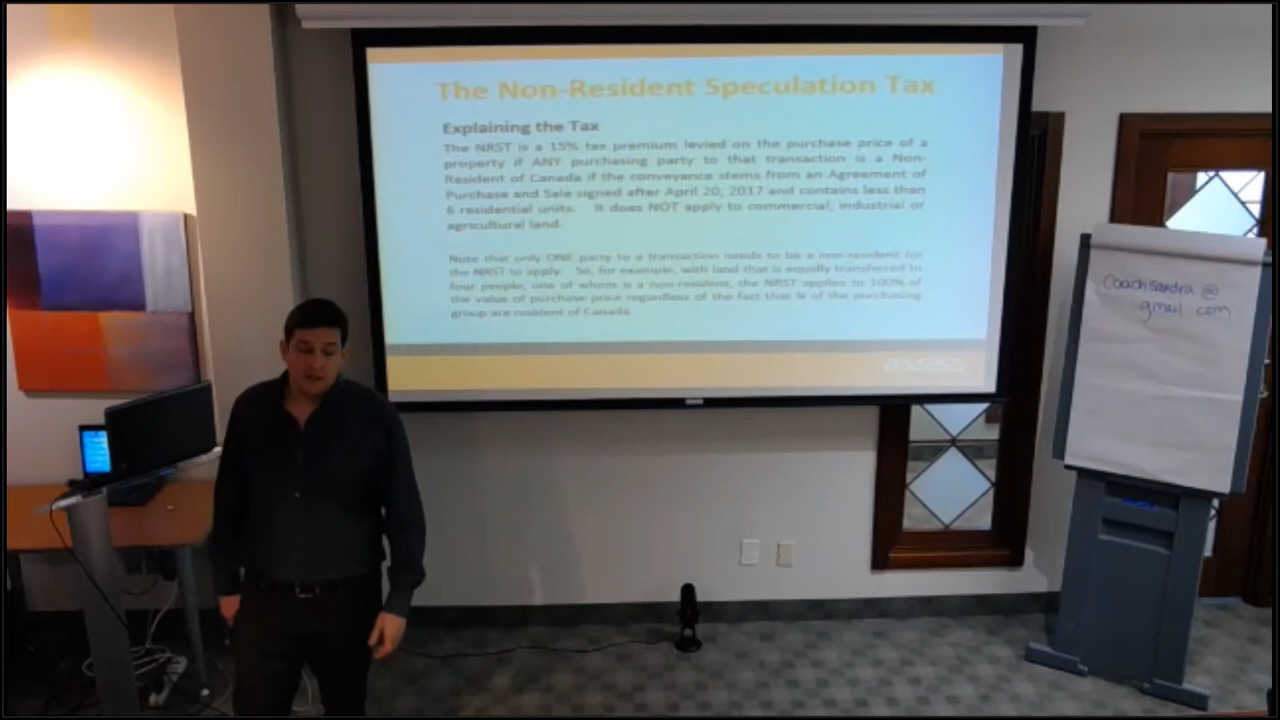 The Non-Resident Speculation Tax
Explaining the Tax
The NRST is a 15% tax premium levied on the purchase price of a
property if ANY purchasing party to that transaction is a Non-
Resident of Canada if the conveyance stems from an Agreement of
Purchase and Sale signed after April 20, 2017 and contains less than
6 residential units. It does NOT apply to commercial, industrial or
agricultural land.
Note that only ONE party to a transaction needs to be a non-resident for
the NRST to apply. So, for example, with land that is equally transferred to
four people, one of whom is a non-resident, the NRST applies to 100% of
the value of purchase price regardless of the fact that ¾ of the purchasing
group are resident of Canada.
Coachsandra @
gmail com